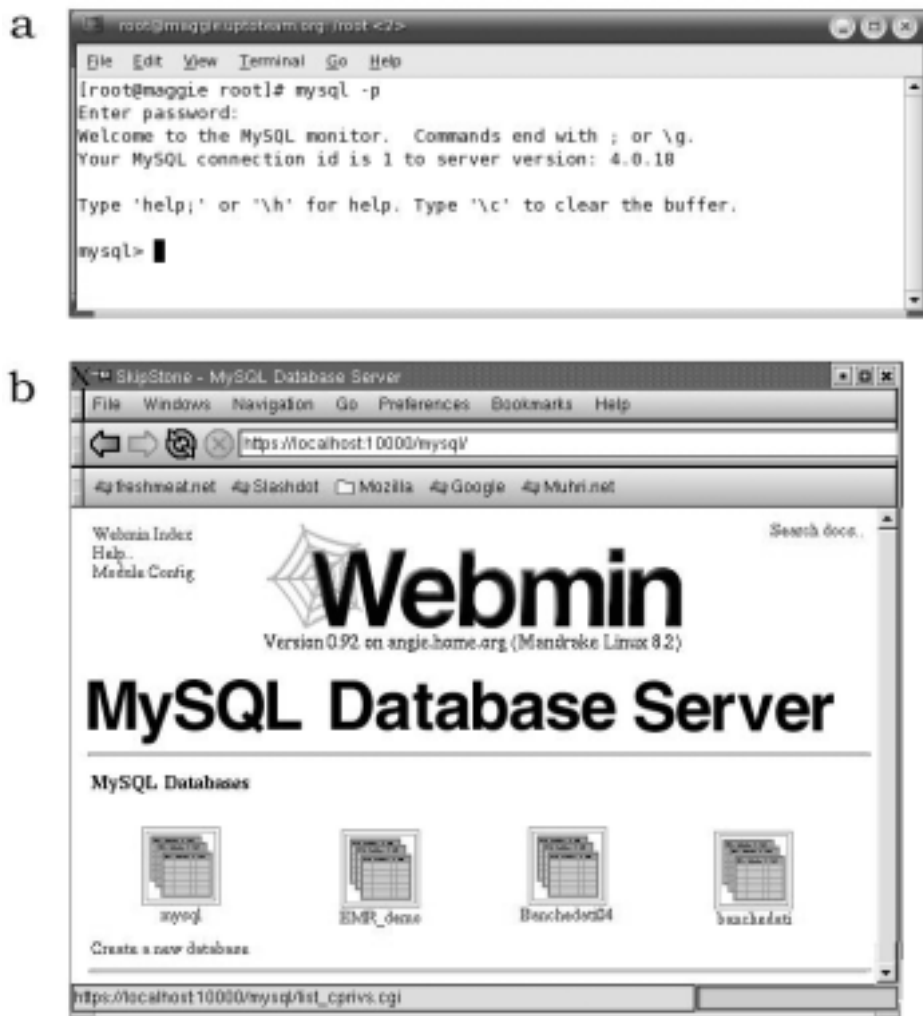 a
root@maggie.uptoteam.org: /root <2>
File Edit View Terminal Go Help
[root@maggie root]# mysql -p
Enter password:
Welcome to the MySQL monitor.  Commands end with ; or \g.
Your MySQL connection id is 1 to server version: 4.0.18
Type 'help;' or '\h' for help. Type '\c' to clear the buffer.
mysql>
b
SkipStone - MySQL Database Server
File Windows Navigation Go Preferences Bookmarks Help
https://localhost:10000/mysql/
freshmeat.net Slashdot Mozilla Google Muhri.net
Webmin Index
Help..
Module Config
Search docs..
Webmin
Version 0.92 on angie.home.org (Mandrake Linux 8.2)
MySQL Database Server
MySQL Databases
mysql EMR_demo Banchedati04 banchedati
Create a new database
https://localhost:10000/mysql/list_cprivs.cgi